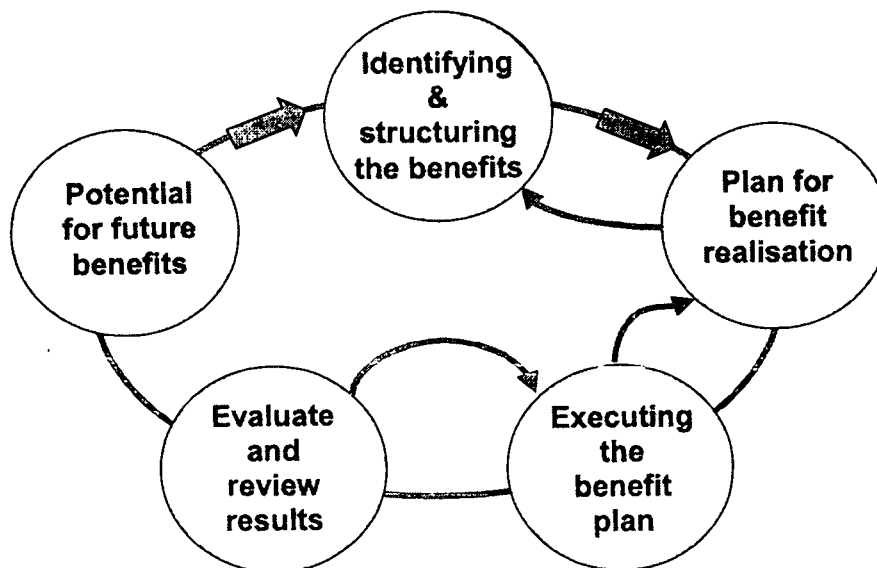 Identifying
&
structuring
the benefits
Plan for
benefit
realisation
Executing
the
benefit
plan
Evaluate
and
review
results
Potential
for future
benefits